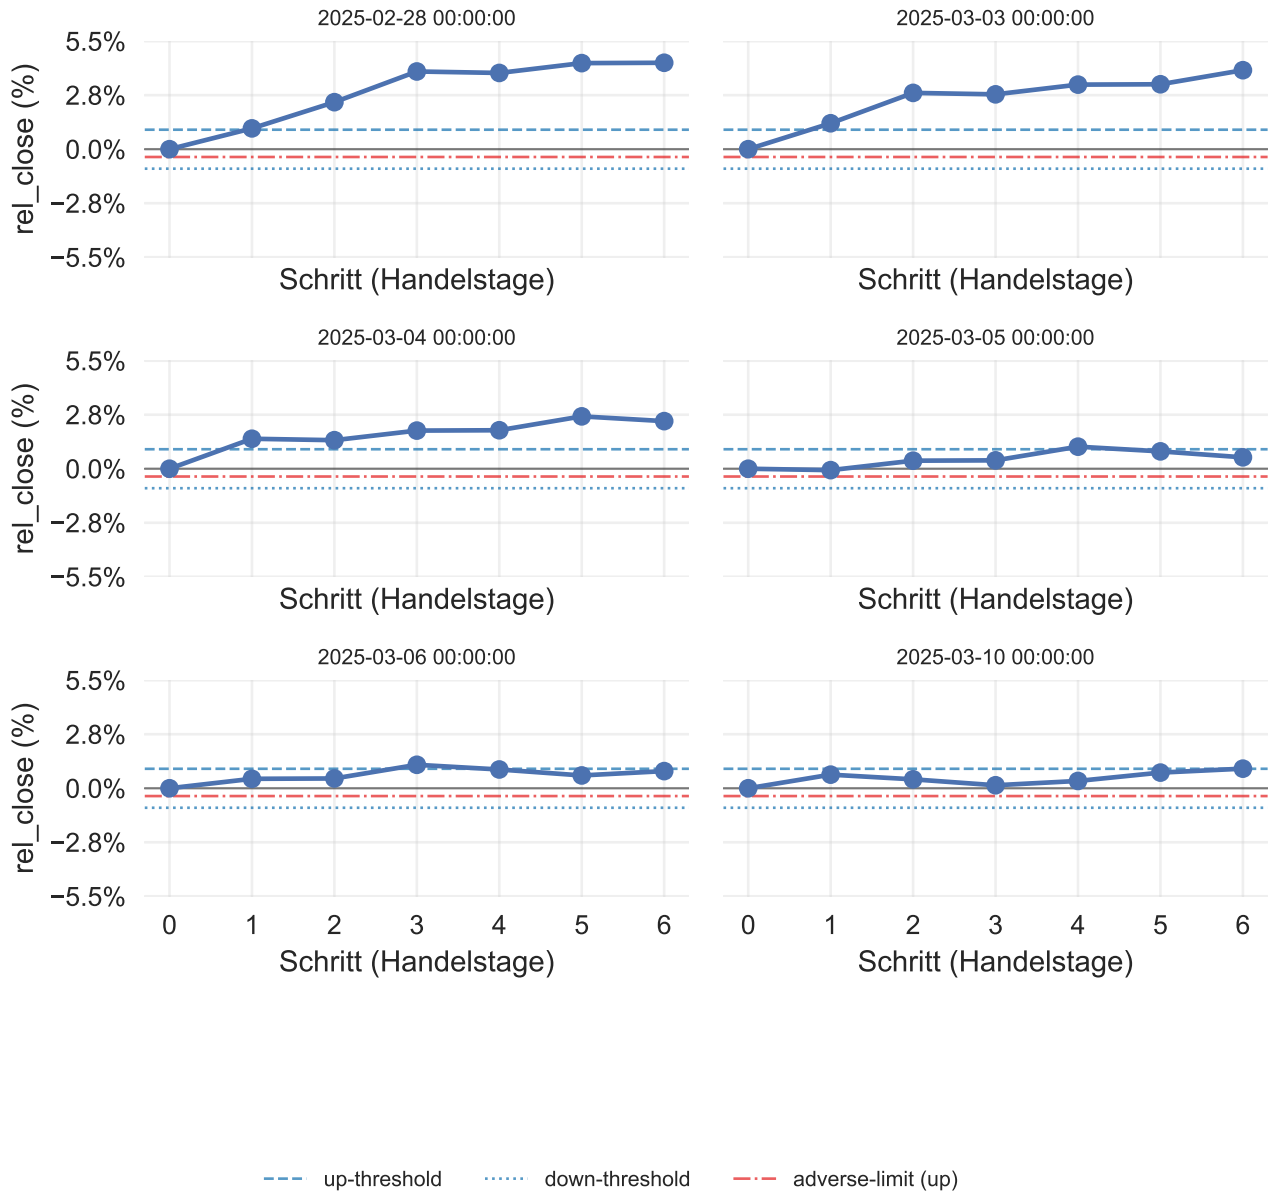 2025-02-28 00:00:00
2025-03-03 00:00:00
5.5%
2.8%
0.0%
−2.8%
−5.5%
rel_close (%)
Schritt (Handelstage)
Schritt (Handelstage)
2025-03-04 00:00:00
2025-03-05 00:00:00
5.5%
2.8%
0.0%
−2.8%
−5.5%
rel_close (%)
Schritt (Handelstage)
Schritt (Handelstage)
2025-03-06 00:00:00
2025-03-10 00:00:00
5.5%
2.8%
0.0%
−2.8%
−5.5%
rel_close (%)
0 1 2 3 4 5 6
0 1 2 3 4 5 6
Schritt (Handelstage)
Schritt (Handelstage)
up-threshold down-threshold adverse-limit (up)